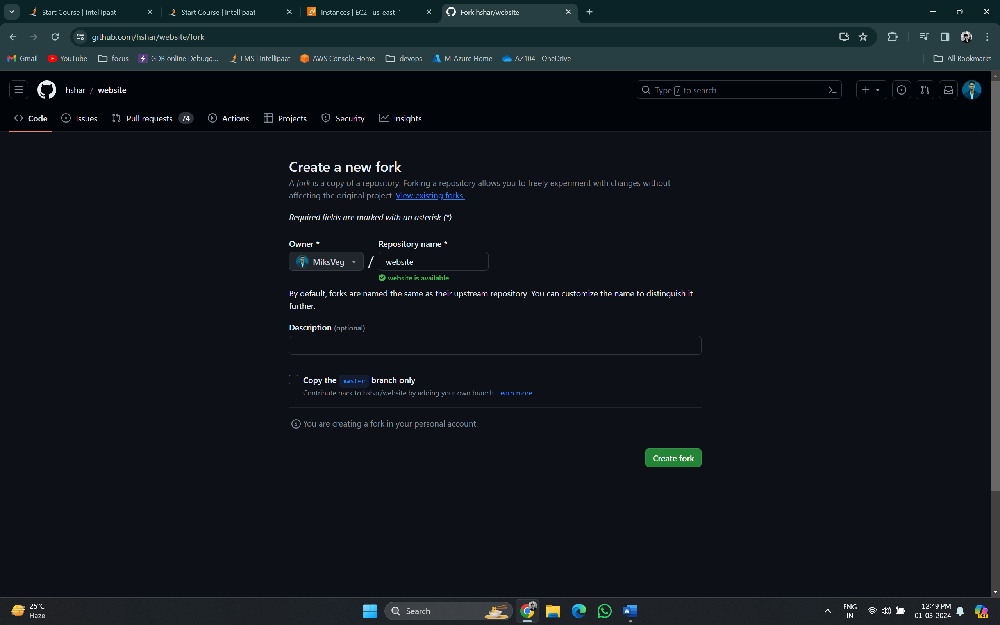 Start Course | Intellipaat
Start Course | Intellipaat
Instances | EC2 | us-east-1
Fork hshar/website
github.com/hshar/website/fork
Gmail
YouTube
focus
GDB online Debugg...
LMS | Intellipaat
AWS Console Home
devops
M-Azure Home
AZ104 - OneDrive
All Bookmarks
hshar / website
Type / to search
Code
Issues
Pull requests 74
Actions
Projects
Security
Insights
Create a new fork
A fork is a copy of a repository. Forking a repository allows you to freely experiment with changes without
affecting the original project. View existing forks.
Required fields are marked with an asterisk (*).
Owner *
Repository name *
MiksVeg
/
website
website is available.
By default, forks are named the same as their upstream repository. You can customize the name to distinguish it
further.
Description (optional)
Copy the master branch only
Contribute back to hshar/website by adding your own branch. Learn more.
You are creating a fork in your personal account.
Create fork
25°C
Haze
Search
W
ENG
IN
12:49 PM
01-03-2024
PRE